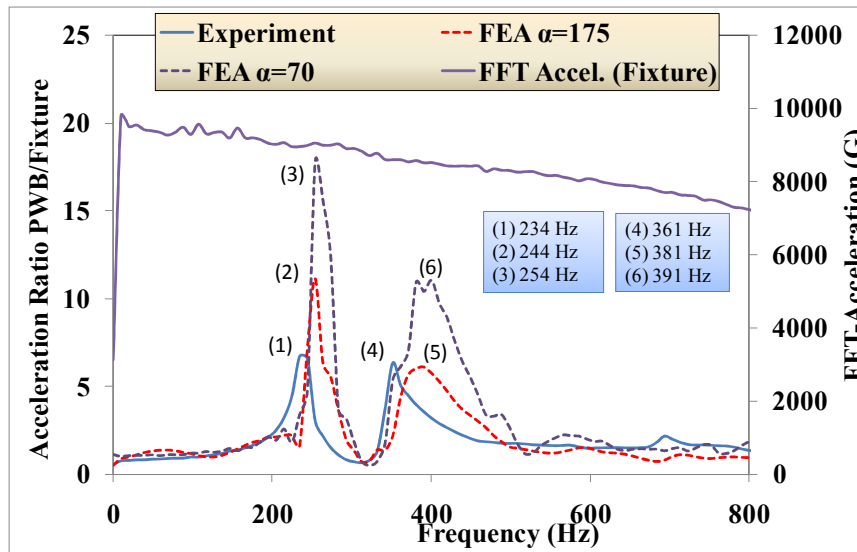 Experiment
FEA α=175
FEA α=70
FFT Accel. (Fixture)
Acceleration Ratio PWB/Fixture
25
20
15
10
5
0
12000
10000
8000
6000
4000
2000
0
FFT-Acceleration (G)
(3)
(2)
(1)
(4)
(5)
(6)
(1) 234 Hz
(2) 244 Hz
(3) 254 Hz
(4) 361 Hz
(5) 381 Hz
(6) 391 Hz
0 200 400 600 800
Frequency (Hz)